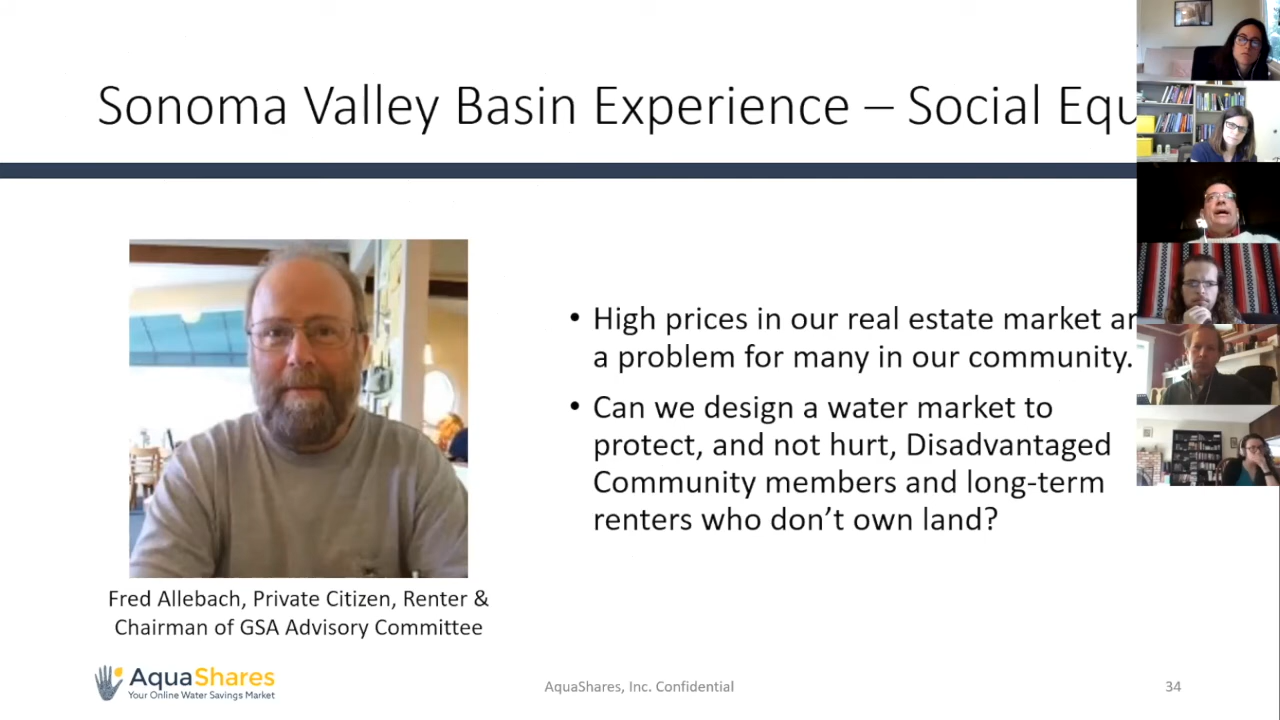 Sonoma Valley Basin Experience – Social Equ
• High prices in our real estate market ar
a problem for many in our community.
• Can we design a water market to
protect, and not hurt, Disadvantaged
Community members and long-term
renters who don’t own land?
Fred Allebach, Private Citizen, Renter &
Chairman of GSA Advisory Committee
AquaShares
Your Online Water Savings Market
AquaShares, Inc. Confidential
34